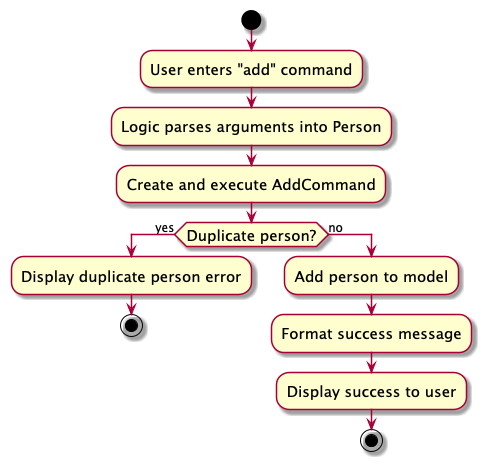 User enters "add" command
Logic parses arguments into Person
Create and execute AddCommand
yes
Duplicate person?
no
Display duplicate person error
Add person to model
Format success message
Display success to user